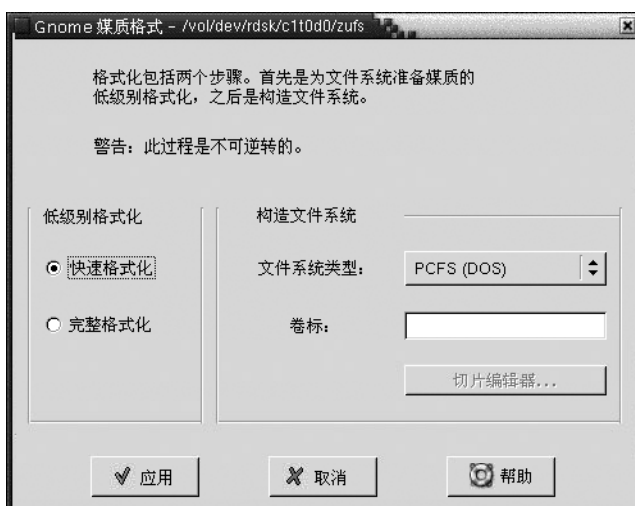 Gnome 媒质格式 - /vol/dev/rdsk/c1t0d0/zufs
格式化包括两个步骤。首先是为文件系统准备媒质的
低级别格式化，之后是构造文件系统。
警告：此过程是不可逆转的。
低级别格式化
快速格式化
完整格式化
构造文件系统
文件系统类型：
PCFS (DOS)
卷标：
切片编辑器...
应用
取消
帮助